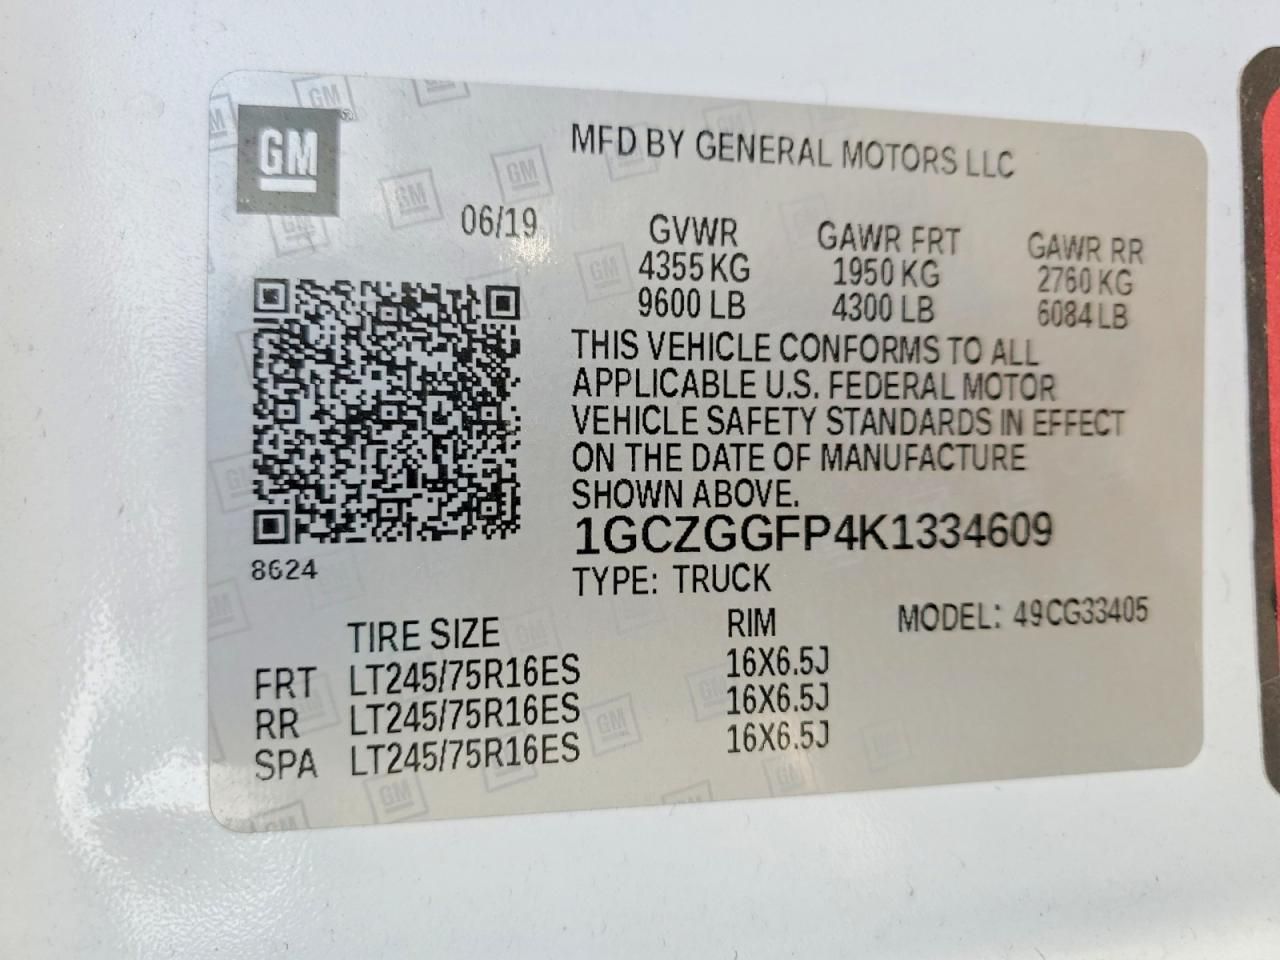 GM
MFD BY GENERAL MOTORS LLC
06/19
GVWR GAWR FRT GAWR RR
4355 KG 1950 KG 2760 KG
9600 LB 4300 LB 6084 LB
THIS VEHICLE CONFORMS TO ALL
APPLICABLE U.S. FEDERAL MOTOR
VEHICLE SAFETY STANDARDS IN EFFECT
ON THE DATE OF MANUFACTURE
SHOWN ABOVE.
1GCZGGFP4K1334609
8624
TYPE: TRUCK
MODEL: 49CG33405
TIRE SIZE RIM
FRT LT245/75R16ES 16X6.5J
RR LT245/75R16ES 16X6.5J
SPA LT245/75R16ES 16X6.5J